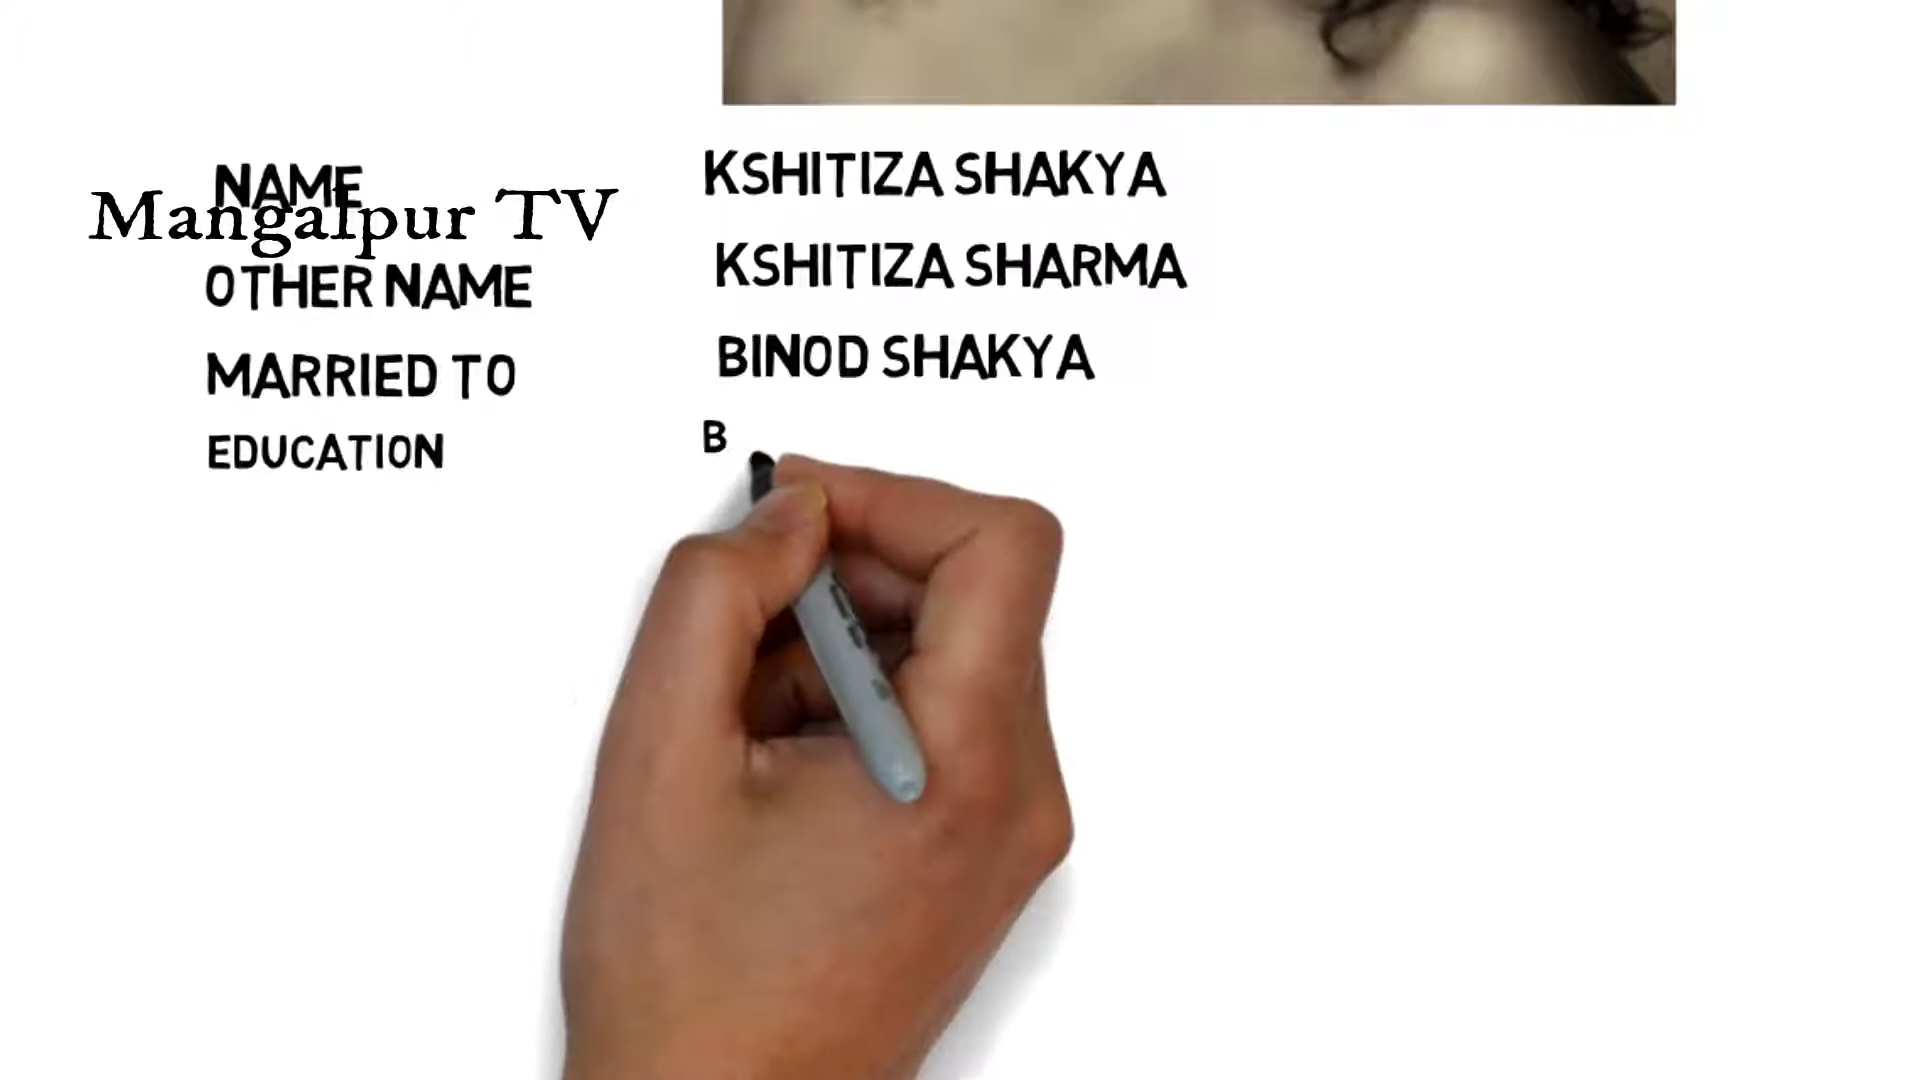 NAME KSHITIZA SHAKYA
Mangalpur TV
OTHER NAME KSHITIZA SHARMA
MARRIED TO BINOD SHAKYA
EDUCATION B